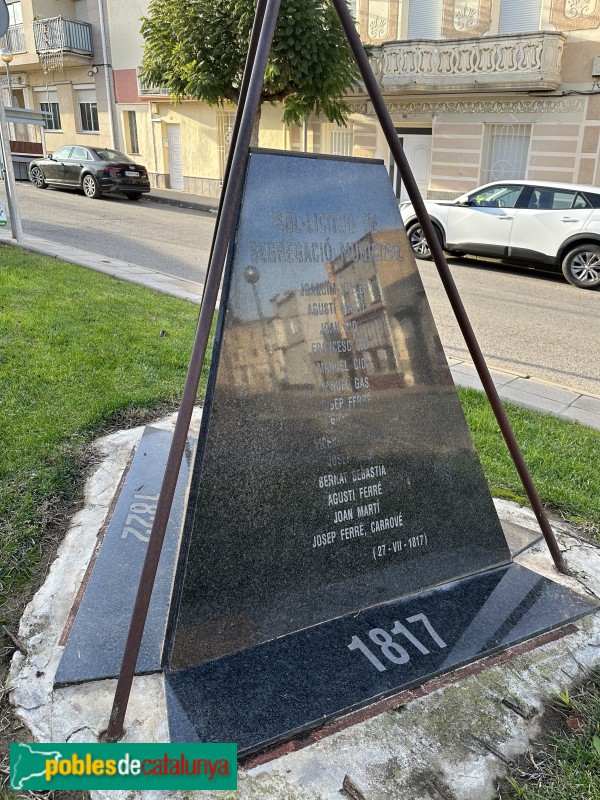 SOL·LICITUD DE
SEGREGACIÓ MUNICIPAL
JOAQUIM
AGUSTÍ
JOAN CID
FRANCESC
MANUEL CID
MANUEL GAS
JOSEP FERRÉ
BERNAT SEBASTIÀ
AGUSTÍ FERRÉ
JOAN MARTÍ
JOSEP FERRÉ, CARROVÉ
(27 - VII - 1817)
1822
1817
poblesdecatalunya